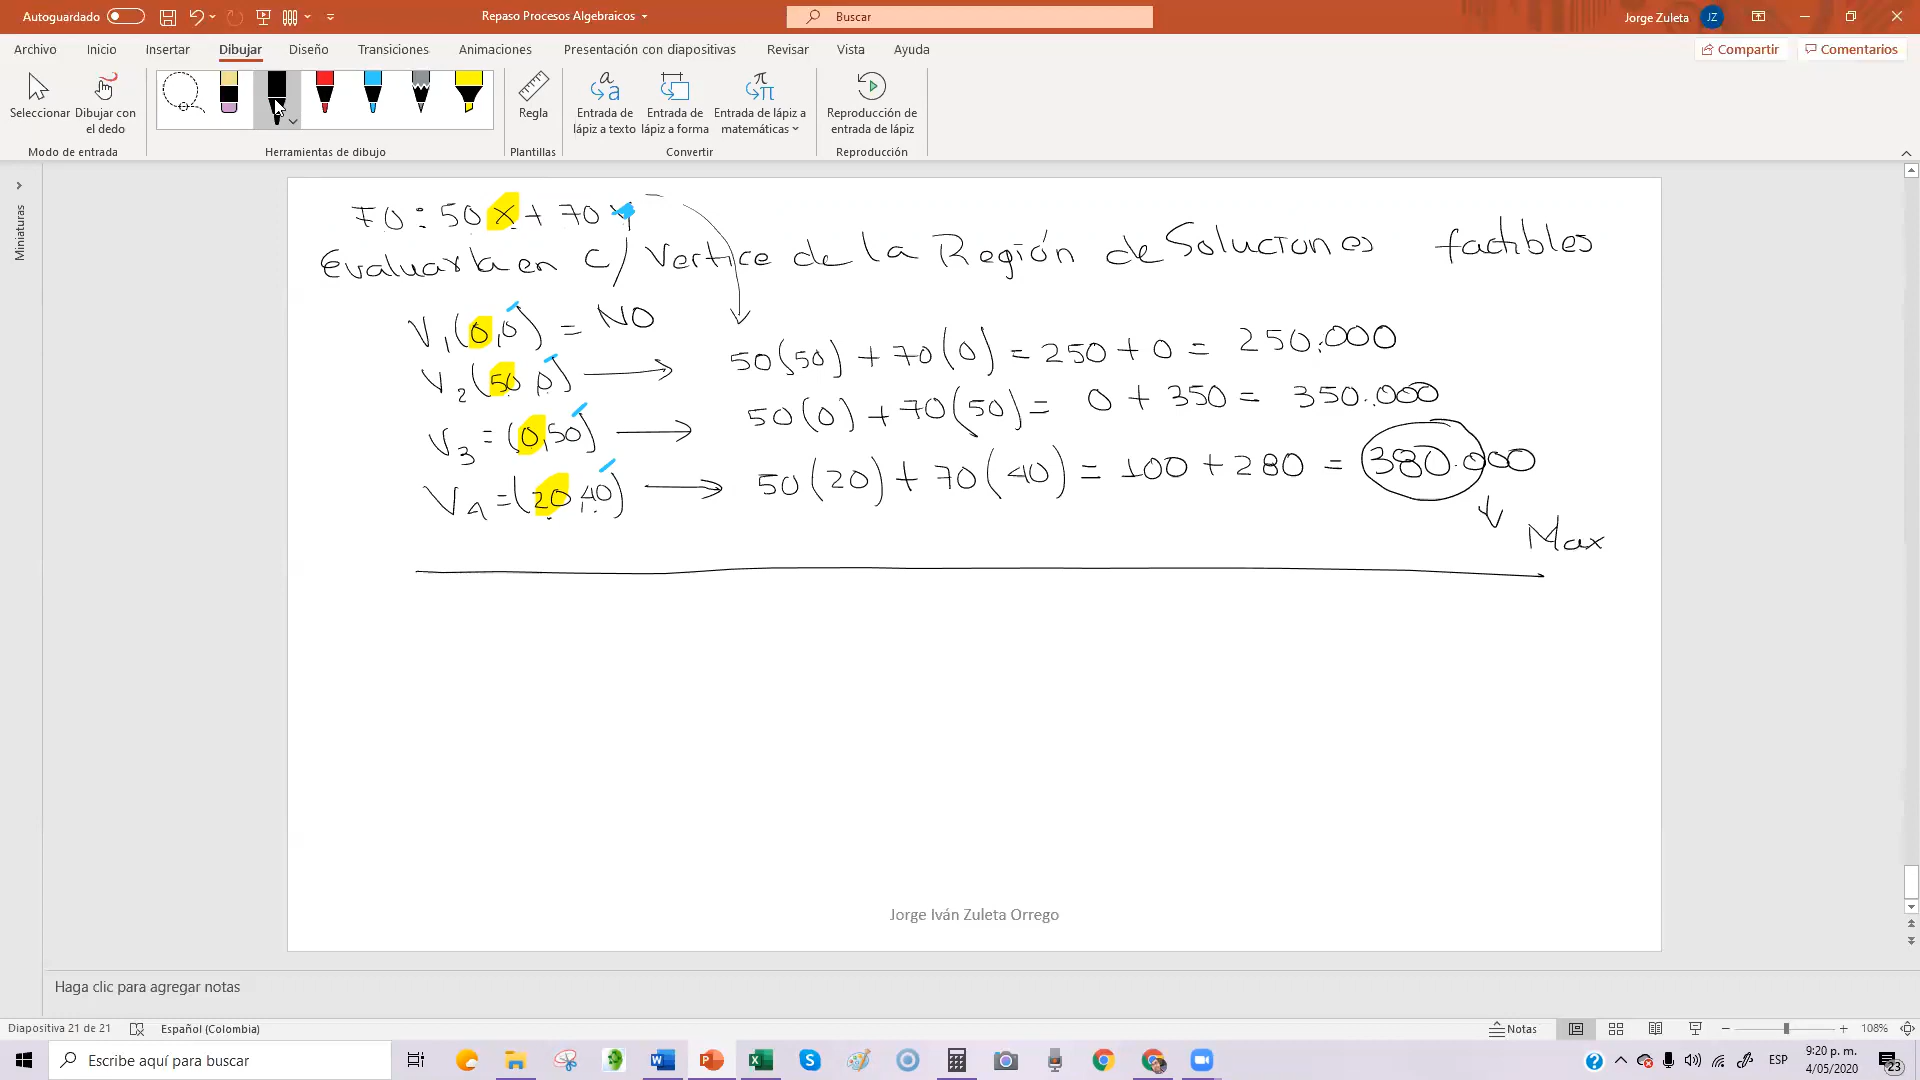 Autoguardado
Repaso Procesos Algebraicos
Buscar
Jorge Zuleta
JZ
Archivo Inicio Insertar Dibujar Diseño Transiciones Animaciones Presentación con diapositivas Revisar Vista Ayuda
Compartir
Comentarios
Seleccionar
Dibujar con
el dedo
Regla
Entrada de
lápiz a texto
Entrada de
lápiz a forma
Entrada de lápiz a
matemáticas
Reproducción de
entrada de lápiz
Modo de entrada
Herramientas de dibujo
Plantillas
Convertir
Reproducción
Miniaturas
FO: 50X + 70Y
Evaluarla en c/ Vertice de la Región de Soluciones factibles
V1(0,0) = NO
V2(50,0) → 50(50) + 70(0) = 250 + 0 = 250.000
V3 = (0,50) → 50(0) + 70(50) = 0 + 350 = 350.000
V4 = (20,40) → 50(20) + 70(40) = 100 + 280 = 380.000
Max
Jorge Iván Zuleta Orrego
Haga clic para agregar notas
Diapositiva 21 de 21
Español (Colombia)
Notas
108%
Escribe aquí para buscar
ESP
9:20 p. m.
4/05/2020
23